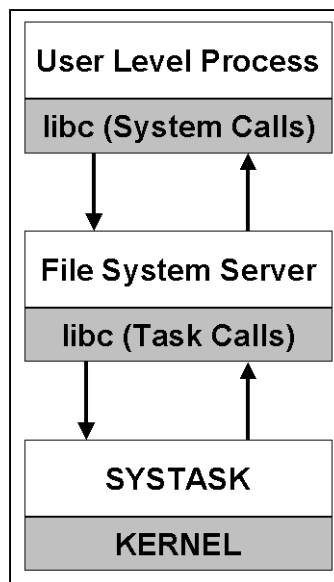 User Level Process
libc (System Calls)
File System Server
libc (Task Calls)
SYSTASK
KERNEL